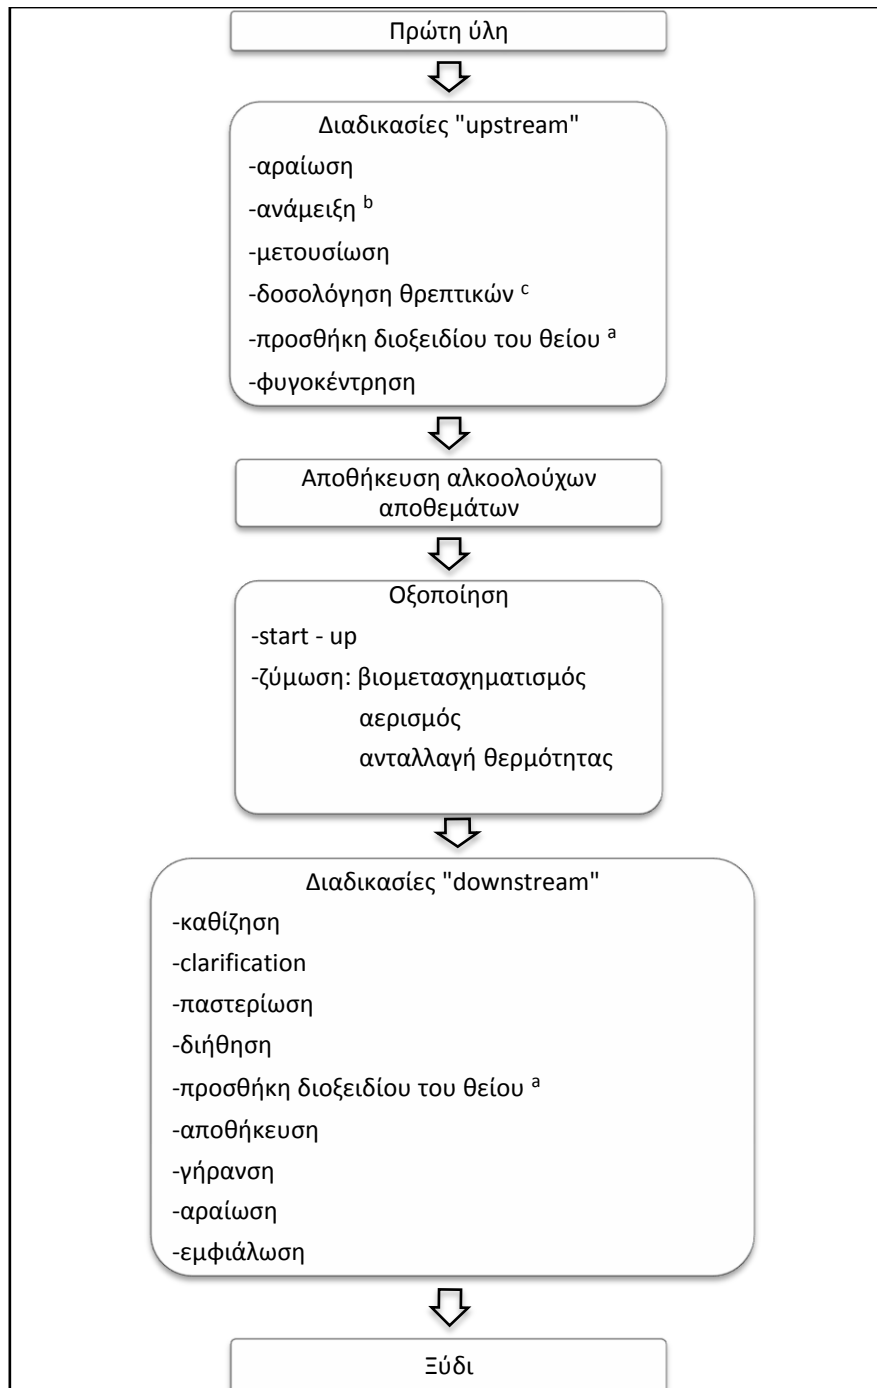 Πρώτη ύλη
Διαδικασίες "upstream"
-αραίωση
-ανάμειξη b
-μετουσίωση
-δοσολόγηση θρεπτικών c
-προσθήκη διοξειδίου του θείου a
-φυγοκέντρηση
Αποθήκευση αλκοολούχων
αποθεμάτων
Οξοποίηση
-start - up
-ζύμωση: βιομετασχηματισμός
αερισμός
ανταλλαγή θερμότητας
Διαδικασίες "downstream"
-καθίζηση
-clarification
-παστερίωση
-διήθηση
-προσθήκη διοξειδίου του θείου a
-αποθήκευση
-γήρανση
-αραίωση
-εμφιάλωση
Ξύδι